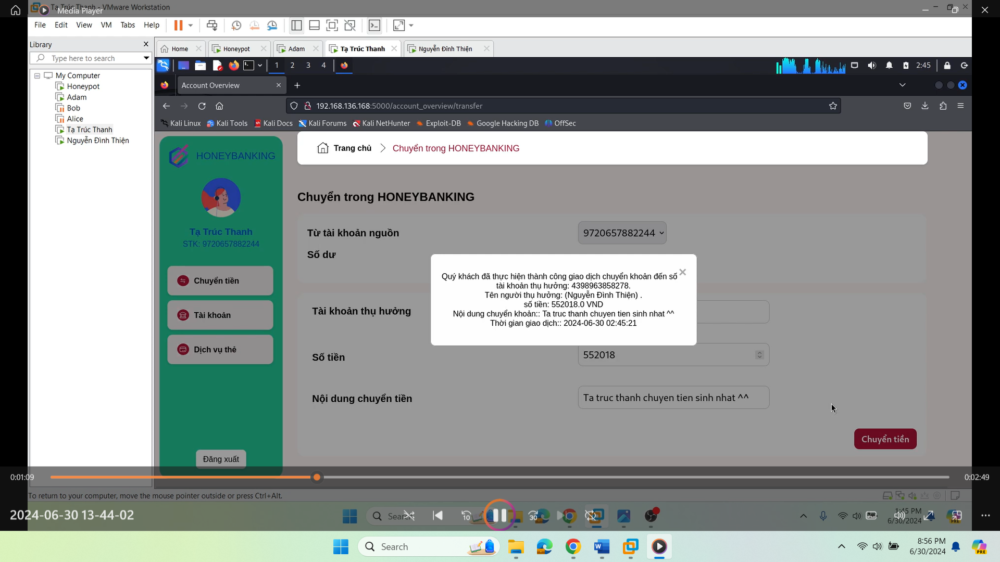 Tạ Trúc Thanh - VMware Workstation
Media Player
File Edit View VM Tabs Help
Library
Type here to search
My Computer
Honeypot
Adam
Bob
Alice
Tạ Trúc Thanh
Nguyễn Đình Thiện
Home
Honeypot
Adam
Tạ Trúc Thanh
Nguyễn Đình Thiện
1 2 3 4
2:45
Account Overview
192.168.136.168:5000/account_overview/transfer
Kali Linux Kali Tools Kali Docs Kali Forums Kali NetHunter Exploit-DB Google Hacking DB OffSec
HONEYBANKING
Tạ Trúc Thanh
STK: 9720657882244
Chuyển tiền
Tài khoản
Dịch vụ thẻ
Đăng xuất
Trang chủ
Chuyển trong HONEYBANKING
Chuyển trong HONEYBANKING
Từ tài khoản nguồn
9720657882244
Số dư
Quý khách đã thực hiện thành công giao dịch chuyển khoản đến số
tài khoản thụ hưởng: 4398963858278.
Tên người thụ hưởng: (Nguyễn Đình Thiện) .
số tiền: 552018.0 VND
Nội dung chuyển khoản:: Ta truc thanh chuyen tien sinh nhat ^^
Thời gian giao dịch:: 2024-06-30 02:45:21
Tài khoản thụ hưởng
Số tiền
552018
Nội dung chuyển tiền
Ta truc thanh chuyen tien sinh nhat ^^
Chuyển tiền
0:01:09
0:02:49
To return to your computer, move the mouse pointer outside or press Ctrl+Alt.
2024-06-30 13-44-02
10
30
1:45 PM
6/30/2024
Search
8:56 PM
6/30/2024
PRE